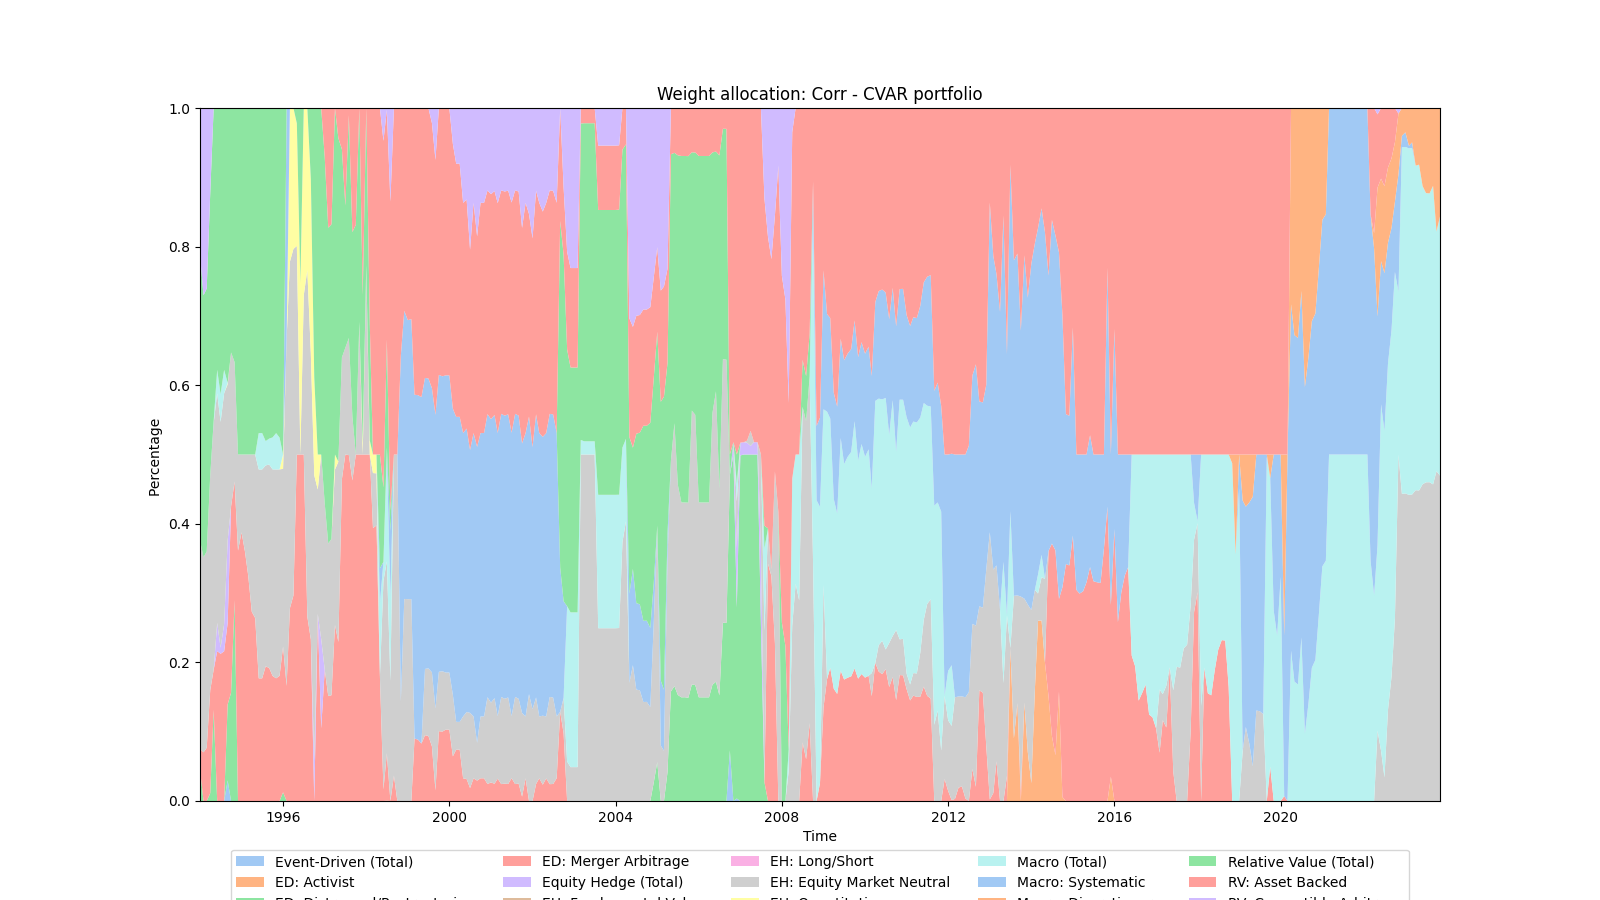 Weight allocation: Corr - CVAR portfolio
1.0
0.8
0.6
0.4
0.2
0.0
Percentage
1996 2000 2004 2008 2012 2016 2020
Time
Event-Driven (Total) ED: Merger Arbitrage EH: Long/Short Macro (Total) Relative Value (Total)
ED: Activist Equity Hedge (Total) EH: Equity Market Neutral Macro: Systematic RV: Asset Backed